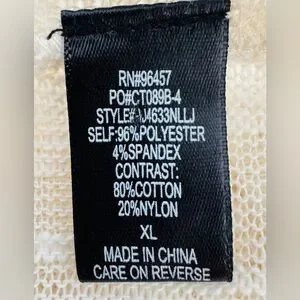 RN#96457
PO#CT089B-4
STYLE#-J4633NLLJ
SELF:96%POLYESTER
4%SPANDEX
CONTRAST:
80%COTTON
20%NYLON
XL
MADE IN CHINA
CARE ON REVERSE